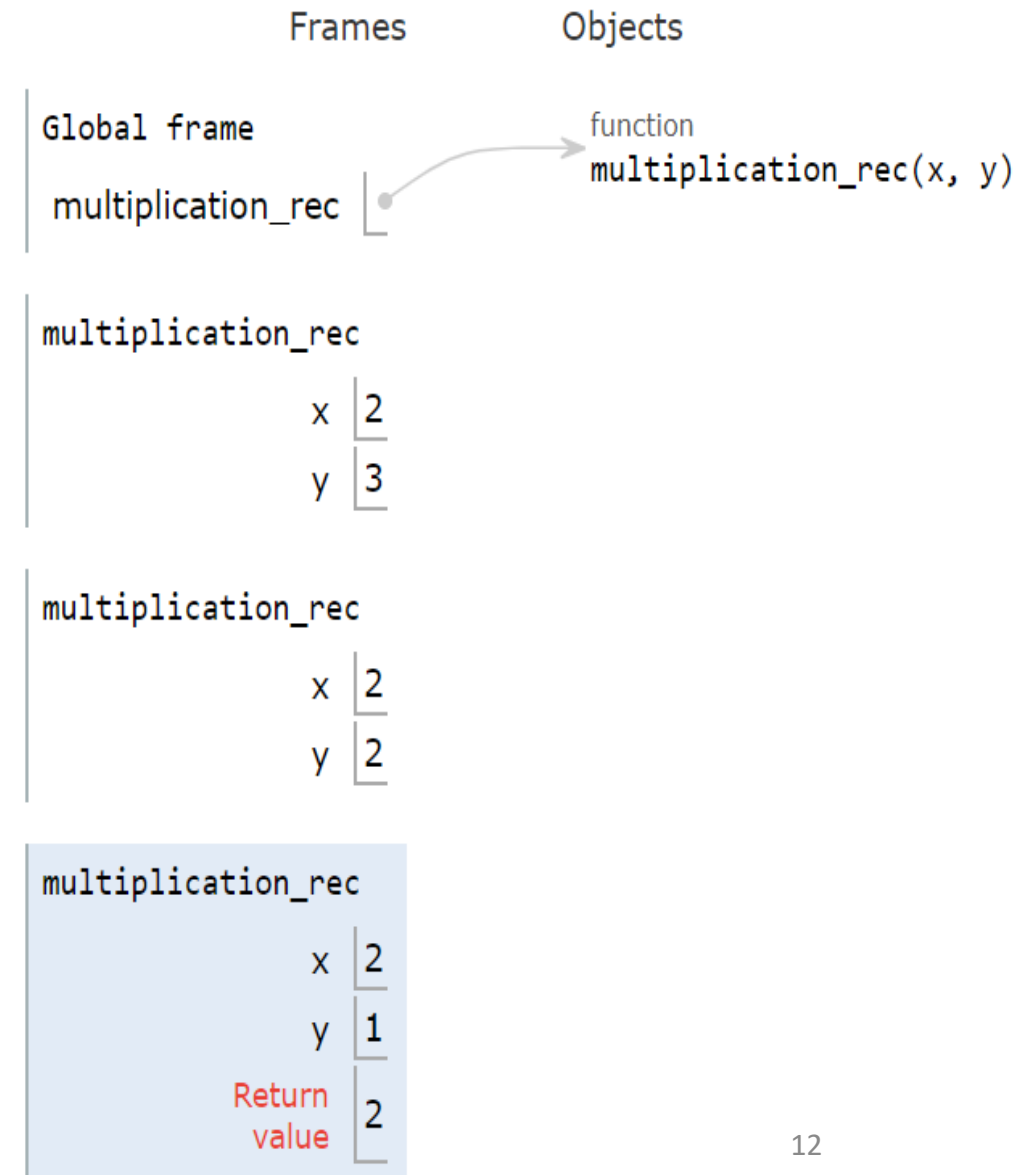 Frames Objects
Global frame
function
multiplication_rec(x, y)
multiplication_rec
multiplication_rec
x 2
y 3
multiplication_rec
x 2
y 2
multiplication_rec
x 2
y 1
Return
value 2
12